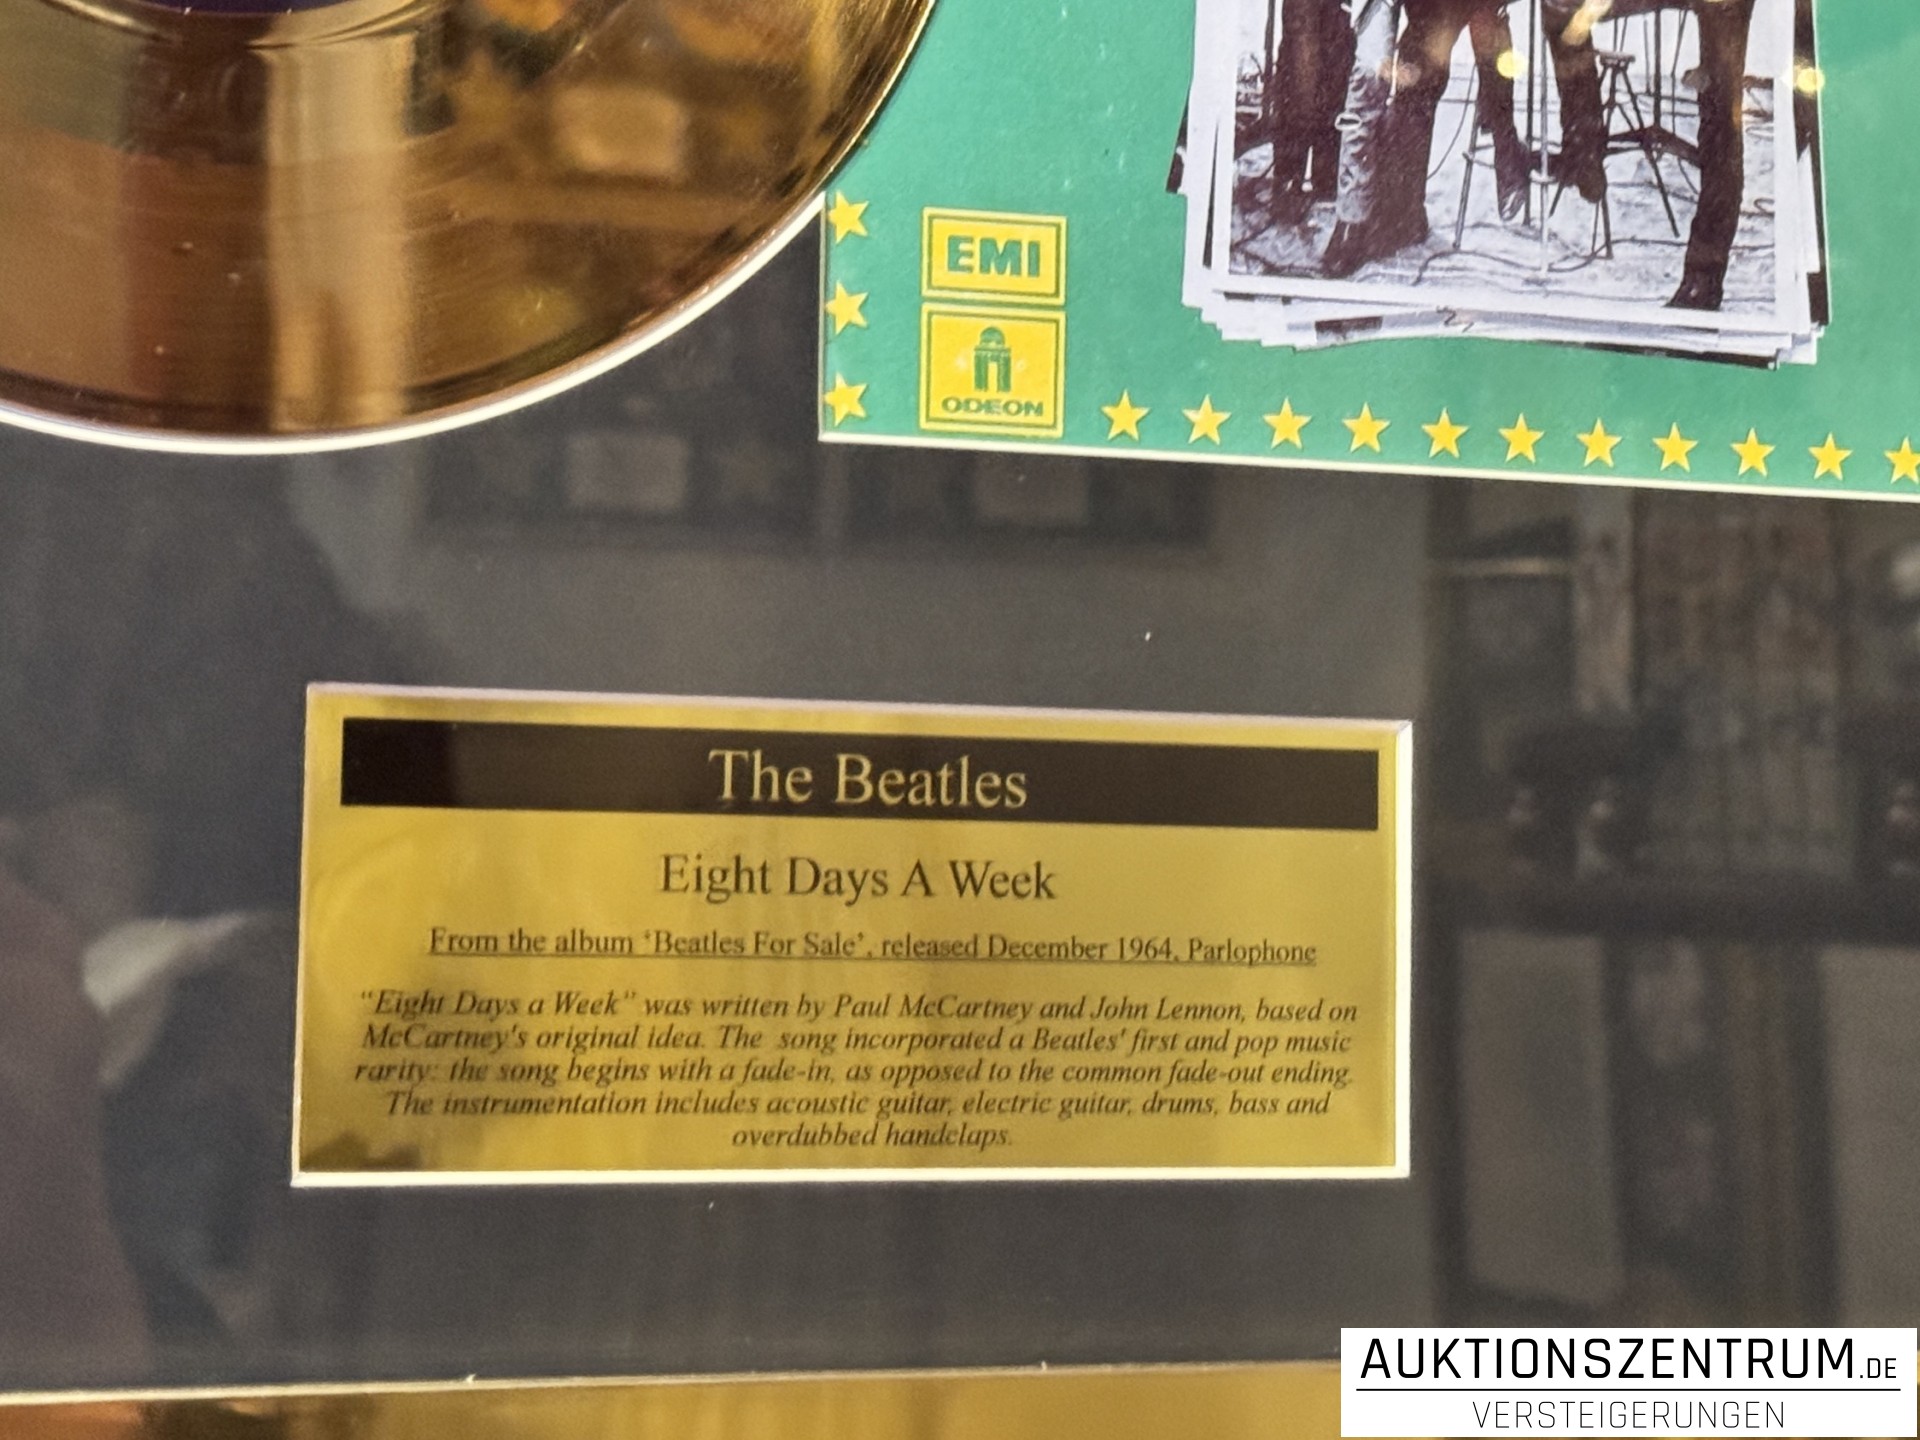 EMI
ODEON
The Beatles
Eight Days A Week
From the album ‘Beatles For Sale’, released December 1964, Parlophone
"Eight Days a Week" was written by Paul McCartney and John Lennon, based on
McCartney's original idea. The song incorporated a Beatles' first and pop music
rarity: the song begins with a fade-in, as opposed to the common fade-out ending.
The instrumentation includes acoustic guitar, electric guitar, drums, bass and
overdubbed handclaps.
AUKTIONSZENTRUM.DE
VERSTEIGERUNGEN